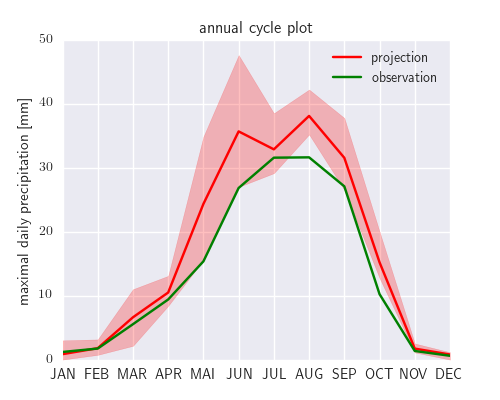 annual cycle plot
projection
observation
maximal daily precipitation [mm]
50
40
30
20
10
0
JAN FEB MAR APR MAI JUN JUL AUG SEP OCT NOV DEC